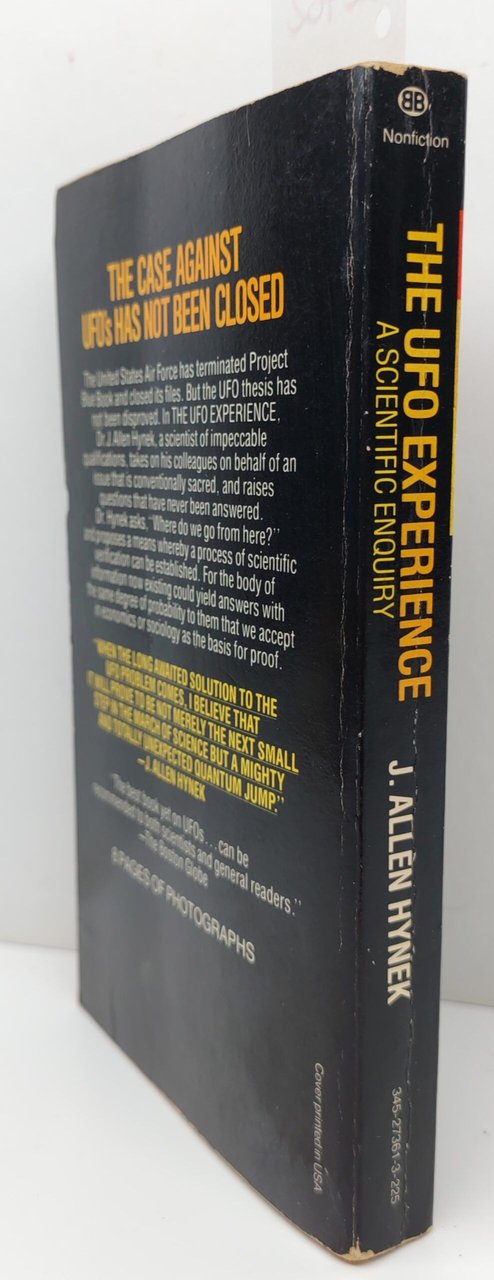 THE CASE AGAINST
UFO's HAS NOT BEEN CLOSED
The United States Air Force has terminated Project
Blue Book and closed its files. But the UFO thesis has
not been disproved. In THE UFO EXPERIENCE,
Dr. J. Allen Hynek, a scientist of impeccable
qualifications, takes on his colleagues on behalf of an
issue that is conventionally sacred, and raises
questions that have never been answered.
Dr. Hynek asks, "Where do we go from here?"
and proposes a means whereby a process of scientific
verification can be established. For the body of
information now existing could yield answers with
the same degree of probability to them that we accept
in economics or sociology as the basis for proof.
"WHEN THE LONG AWAITED SOLUTION TO THE
UFO PROBLEM COMES, I BELIEVE THAT
IT WILL PROVE TO BE NOT MERELY THE NEXT SMALL
STEP IN THE MARCH OF SCIENCE BUT A MIGHTY
AND TOTALLY UNEXPECTED QUANTUM JUMP."
—J. ALLEN HYNEK
"The best book yet on UFOs...can be
recommended to both scientists and general readers."
—The Boston Globe
8 PAGES OF PHOTOGRAPHS
Cover printed in USA
BB
Nonfiction
THE UFO EXPERIENCE
A SCIENTIFIC ENQUIRY
J. ALLEN HYNEK
345-27361-3-225